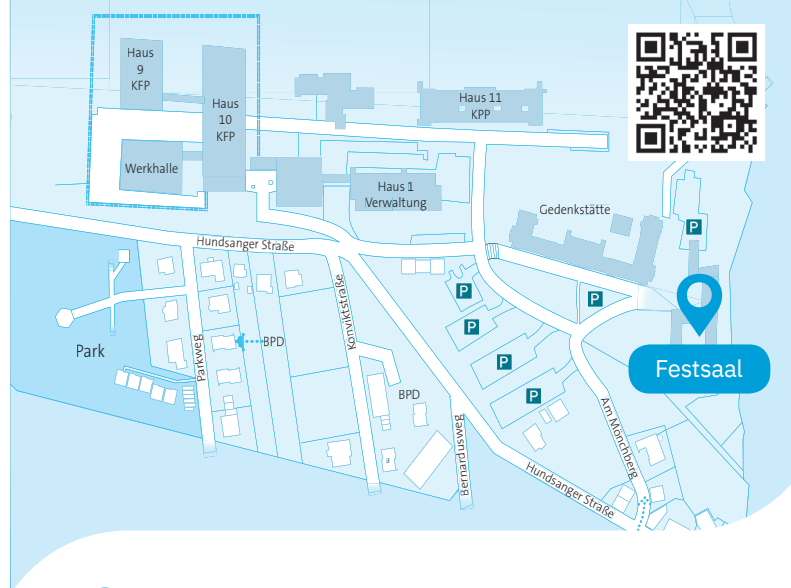 Haus
9
KFP
Haus
10
KFP
Haus 11
KPP
Werkhalle
Haus 1
Verwaltung
Gedenkstätte
P
Hundsanger Straße
Konviktstraße
P
P
P
Park
Parkweg
BPD
P
Festsaal
BPD
P
Am Mönchberg
Bernardusweg
Hundsanger Straße